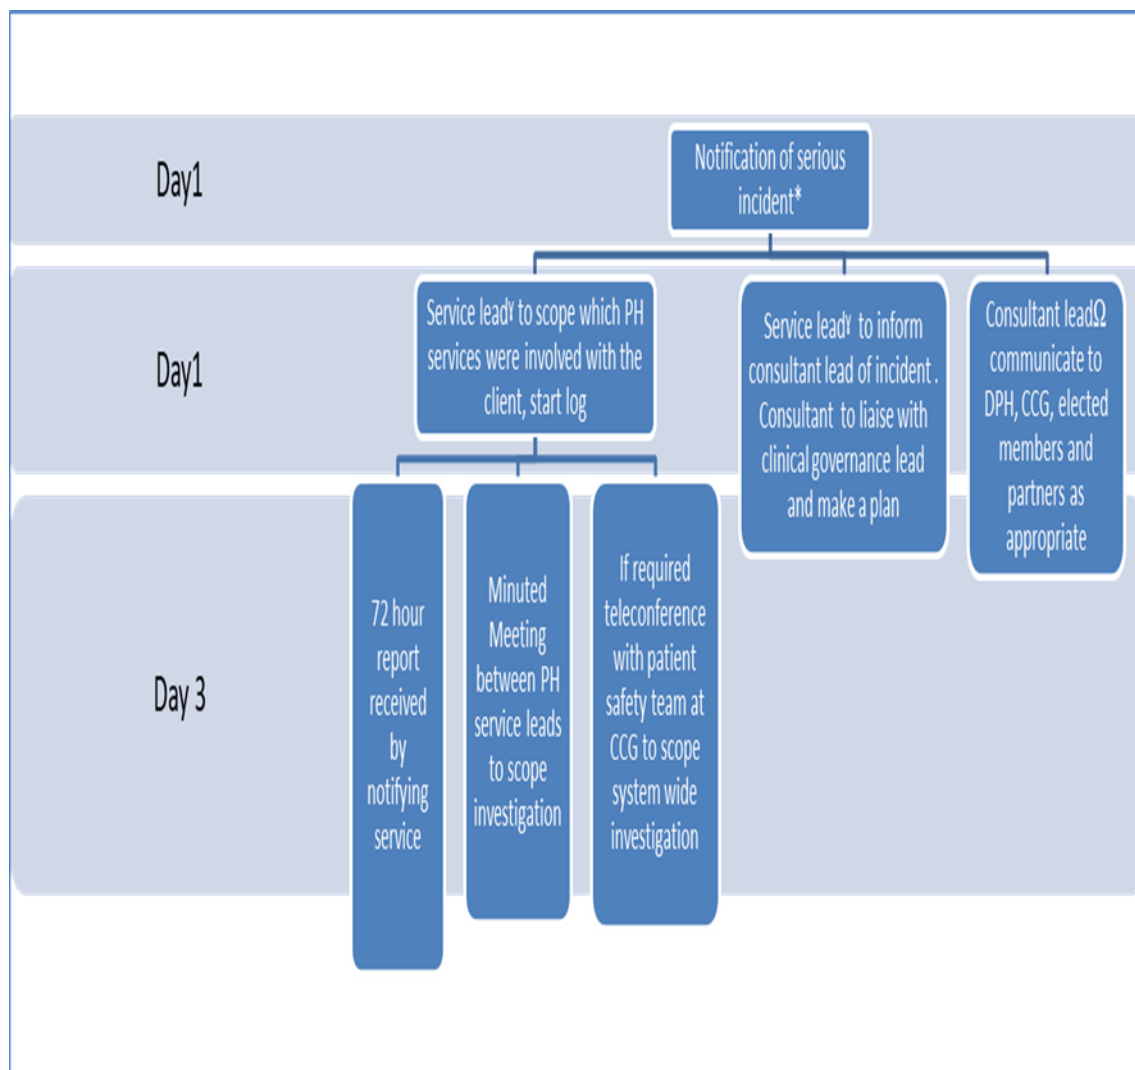 Day1
Notification of serious
incident*
Day1
Service leadᵞ to scope which PH
services were involved with the
client, start log
Service leadᵞ to inform
consultant lead of incident .
Consultant to liaise with
clinical governance lead
and make a plan
Consultant leadΩ
communicate to
DPH, CCG, elected
members and
partners as
appropriate
Day 3
72 hour
report
received
by
notifying
service
Minuted
Meeting
between PH
service leads
to scope
investigation
If required
teleconference
with patient
safety team at
CCG to scope
system wide
investigation